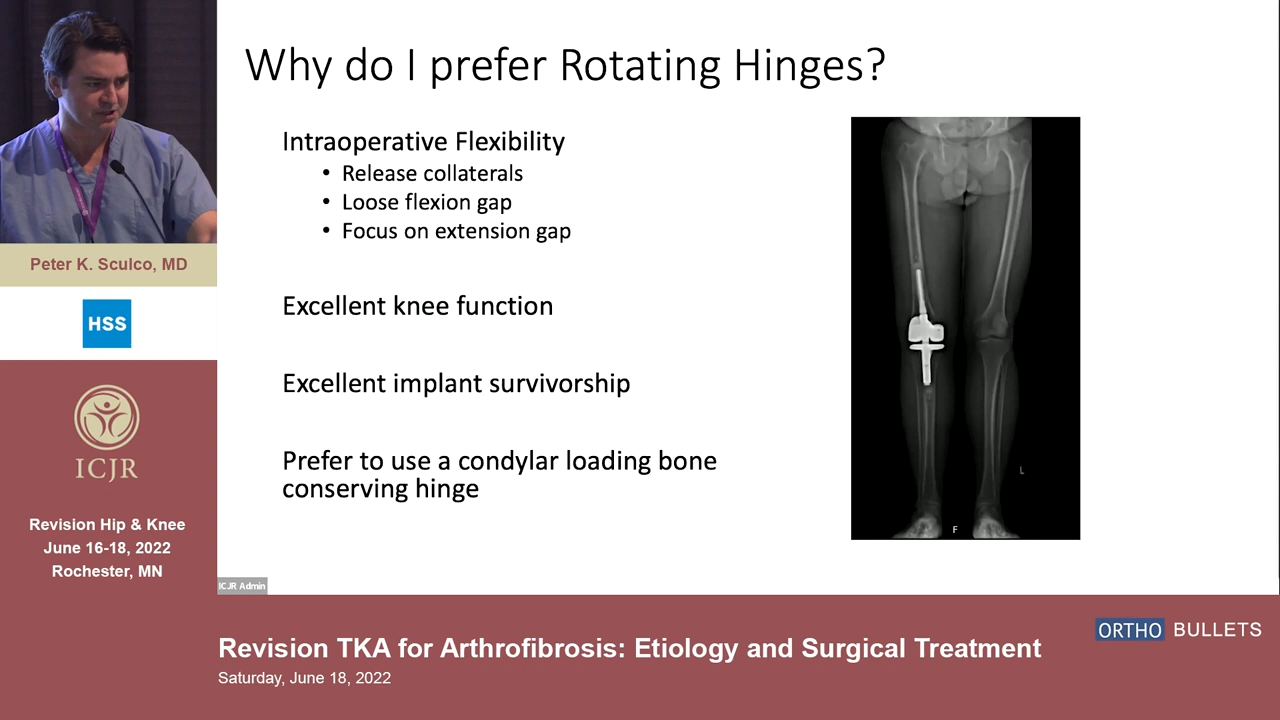 Why do I prefer Rotating Hinges?
Intraoperative Flexibility
• Release collaterals
• Loose flexion gap
• Focus on extension gap
Excellent knee function
Excellent implant survivorship
Prefer to use a condylar loading bone
conserving hinge
L
F
Peter K. Sculco, MD
HSS
ICJR
Revision Hip & Knee
June 16-18, 2022
Rochester, MN
ICJR Admin
Revision TKA for Arthrofibrosis: Etiology and Surgical Treatment
Saturday, June 18, 2022
ORTHO BULLETS